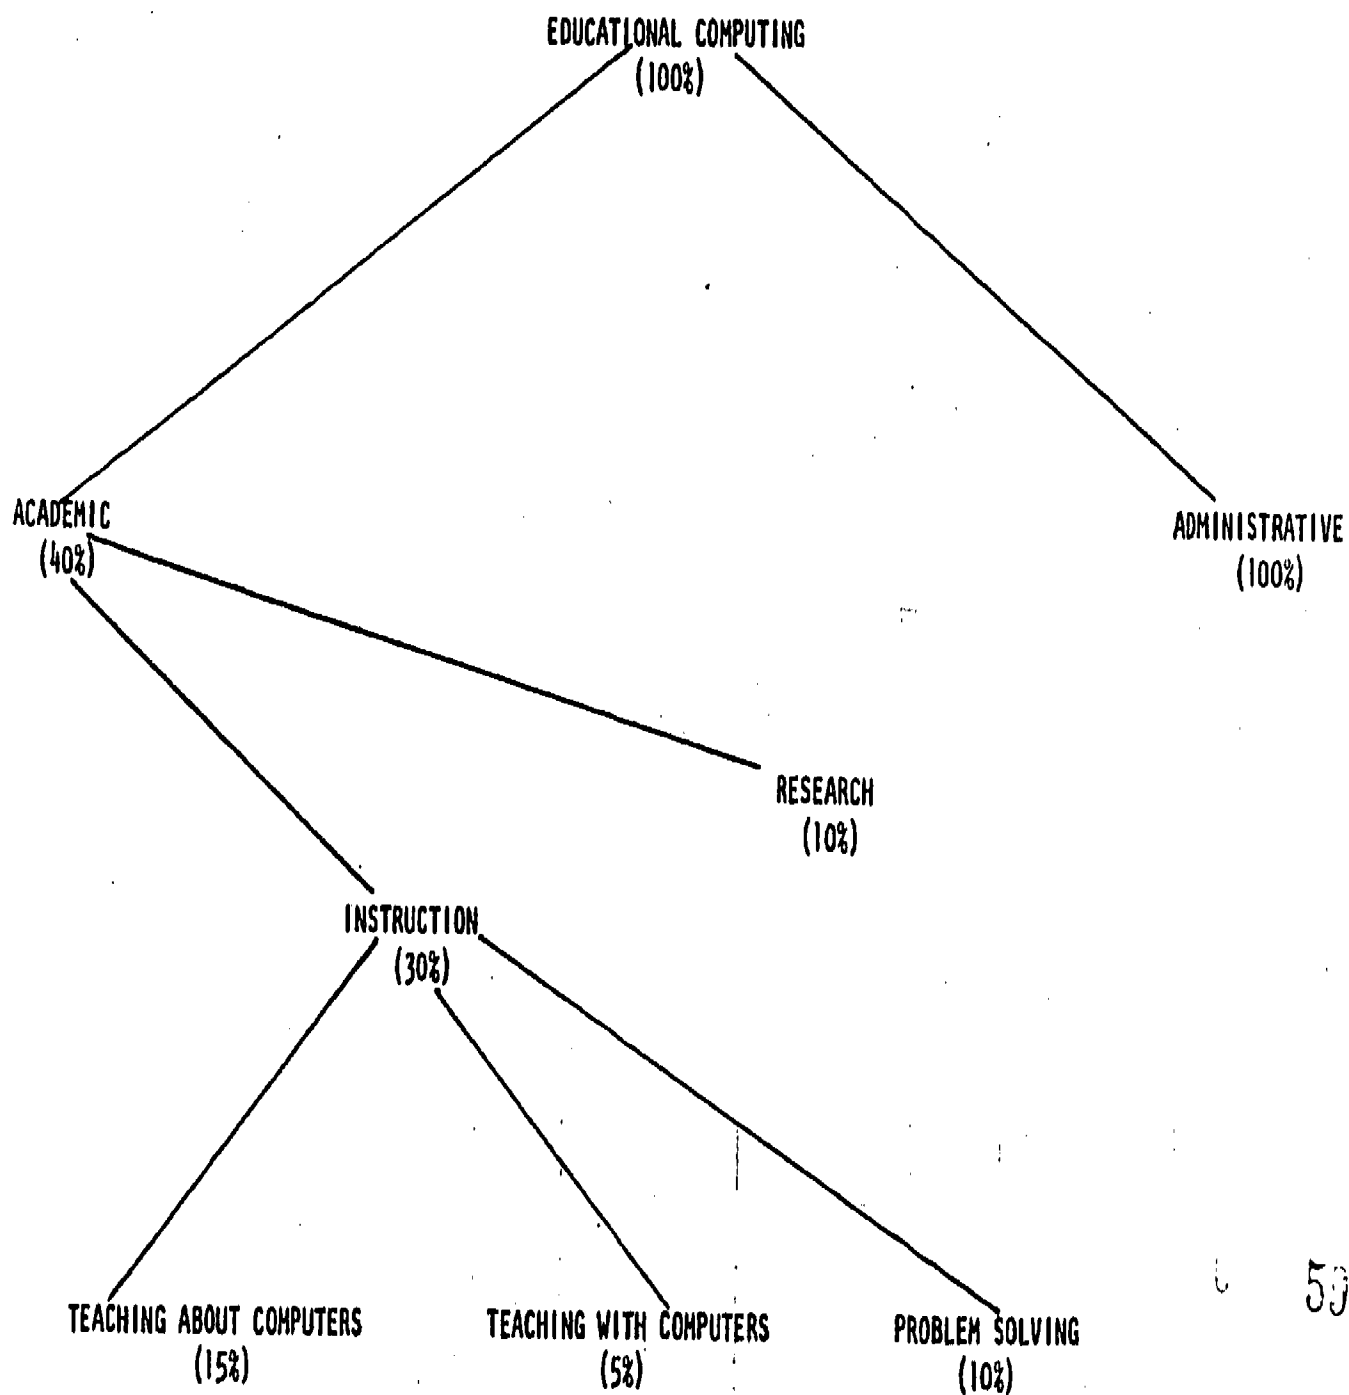 EDUCATIONAL COMPUTING
(100%)
ACADEMIC
(40%)
ADMINISTRATIVE
(100%)
RESEARCH
(10%)
INSTRUCTION
(30%)
TEACHING ABOUT COMPUTERS
(15%)
TEACHING WITH COMPUTERS
(5%)
PROBLEM SOLVING
(10%)